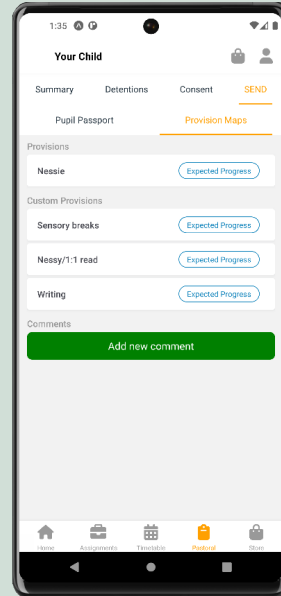 1:35
Your Child
Summary Detentions Consent SEND
Pupil Passport Provision Maps
Provisions
Nessie Expected Progress
Custom Provisions
Sensory breaks Expected Progress
Nessy/1:1 read Expected Progress
Writing Expected Progress
Comments
Add new comment
Home Assignments Timetable Pastoral Store